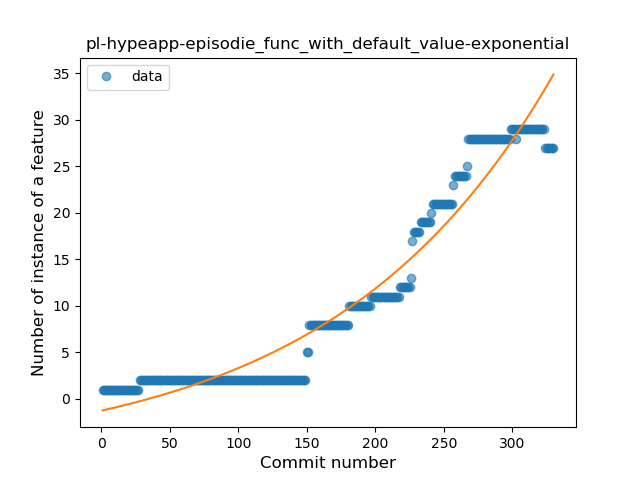 pl-hypeapp-episodie_func_with_default_value-exponential
data
Number of instance of a feature
35
30
25
20
15
10
5
0
0 50 100 150 200 250 300
Commit number